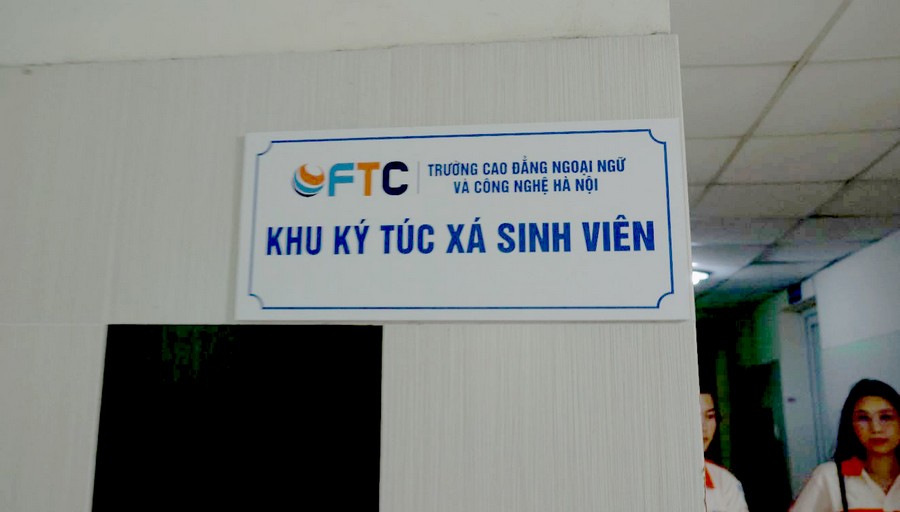 FTC
TRƯỜNG CAO ĐẲNG NGOẠI NGỮ
VÀ CÔNG NGHỆ HÀ NỘI
KHU KÝ TÚC XÁ SINH VIÊN